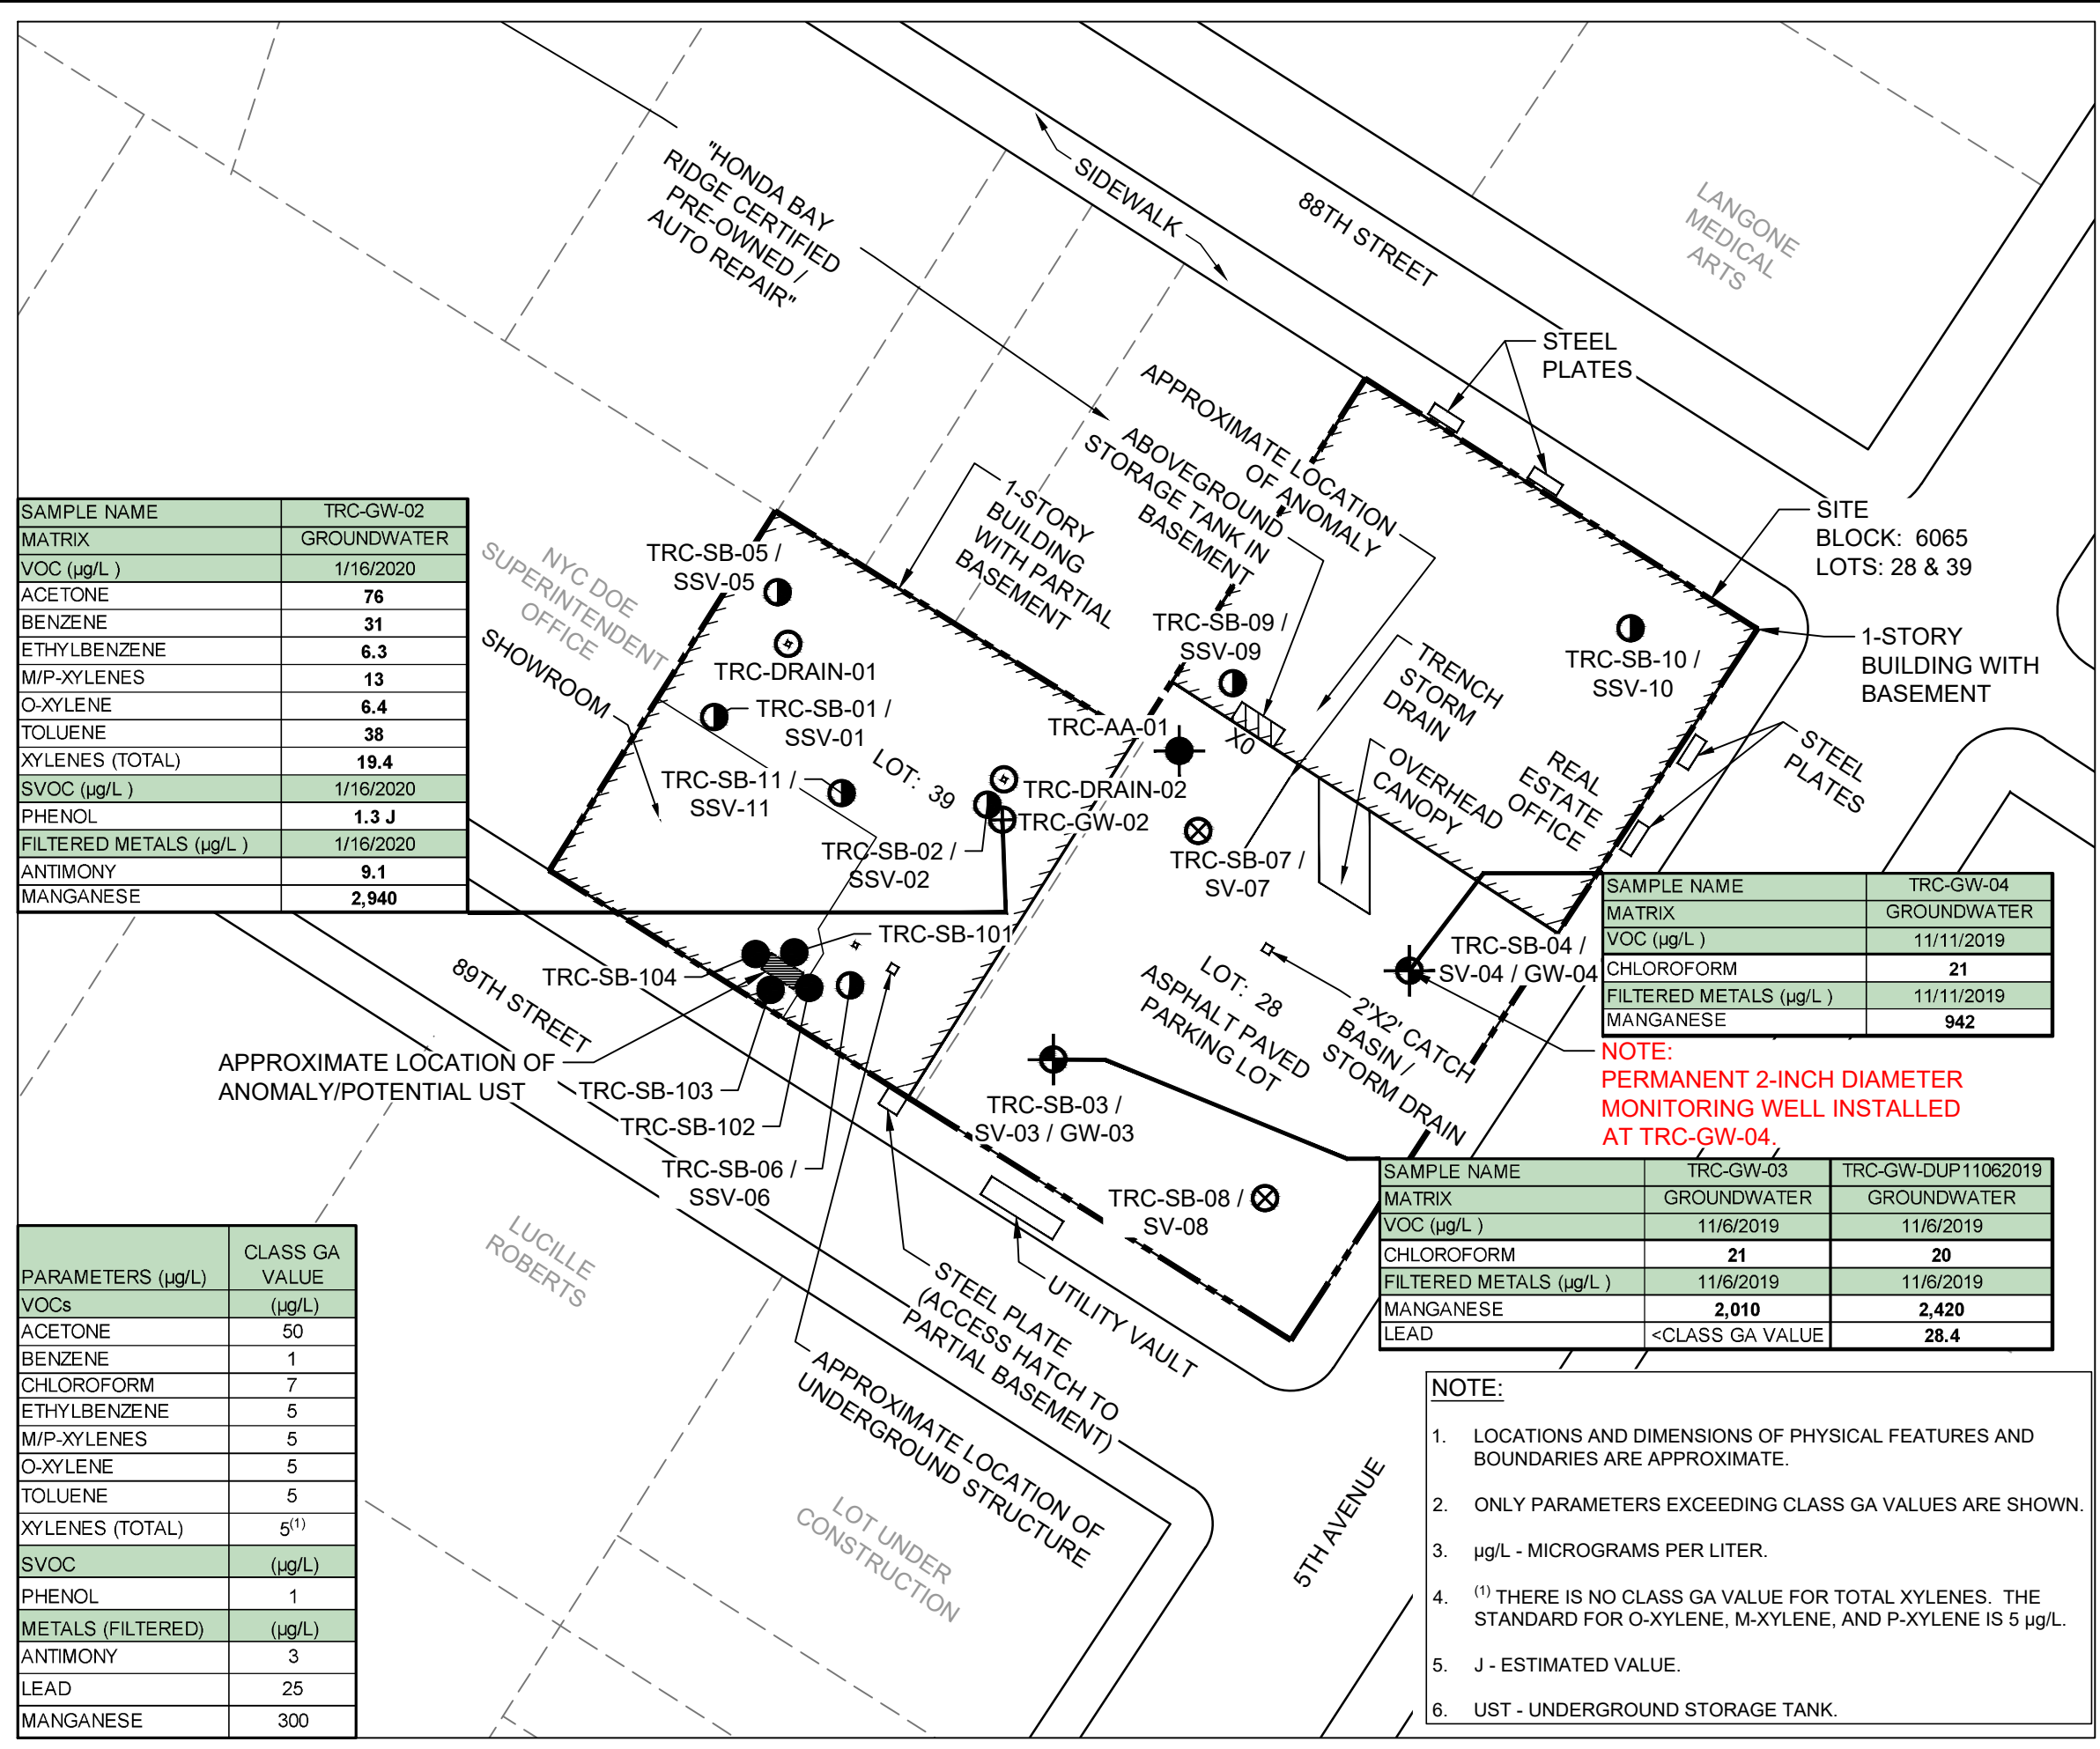 "HONDA BAY
RIDGE CERTIFIED
PRE-OWNED /
AUTO REPAIR"
SIDEWALK
88TH STREET
LANGONE
MEDICAL
ARTS
STEEL
PLATES
APPROXIMATE LOCATION
OF ANOMALY
ABOVEGROUND
STORAGE TANK IN
BASEMENT
1-STORY
BUILDING
WITH PARTIAL
BASEMENT
SITE
BLOCK: 6065
LOTS: 28 & 39
1-STORY
BUILDING WITH
BASEMENT
NYC DOE
SUPERINTENDENT
OFFICE
SHOWROOM
TRC-SB-05 /
SSV-05
TRC-DRAIN-01
TRC-SB-01 /
SSV-01
TRC-SB-11 /
SSV-11
LOT: 39
TRC-SB-09 /
SSV-09
TRC-AA-01
X0
TRC-DRAIN-02
TRC-GW-02
TRC-SB-02 /
SSV-02
TRC-SB-07 /
SV-07
TRENCH
STORM
DRAIN
OVERHEAD
CANOPY
REAL
ESTATE
OFFICE
TRC-SB-10 /
SSV-10
STEEL
PLATES
SAMPLE NAME TRC-GW-02
MATRIX GROUNDWATER
VOC (µg/L ) 1/16/2020
ACETONE 76
BENZENE 31
ETHYLBENZENE 6.3
M/P-XYLENES 13
O-XYLENE 6.4
TOLUENE 38
XYLENES (TOTAL) 19.4
SVOC (µg/L ) 1/16/2020
PHENOL 1.3 J
FILTERED METALS (µg/L ) 1/16/2020
ANTIMONY 9.1
MANGANESE 2,940
SAMPLE NAME TRC-GW-04
MATRIX GROUNDWATER
VOC (µg/L ) 11/11/2019
CHLOROFORM 21
FILTERED METALS (µg/L ) 11/11/2019
MANGANESE 942
TRC-SB-04 /
SV-04 / GW-04
NOTE:
PERMANENT 2-INCH DIAMETER
MONITORING WELL INSTALLED
AT TRC-GW-04.
LOT: 28
ASPHALT PAVED
PARKING LOT
2'X2' CATCH
BASIN /
STORM DRAIN
TRC-SB-101
TRC-SB-104
89TH STREET
APPROXIMATE LOCATION OF
ANOMALY/POTENTIAL UST
TRC-SB-103
TRC-SB-102
TRC-SB-06 /
SSV-06
TRC-SB-03 /
SV-03 / GW-03
TRC-SB-08 /
SV-08
SAMPLE NAME TRC-GW-03 TRC-GW-DUP11062019
MATRIX GROUNDWATER GROUNDWATER
VOC (µg/L ) 11/6/2019 11/6/2019
CHLOROFORM 21 20
FILTERED METALS (µg/L ) 11/6/2019 11/6/2019
MANGANESE 2,010 2,420
LEAD <CLASS GA VALUE 28.4
LUCILLE
ROBERTS
STEEL PLATE
(ACCESS HATCH TO
PARTIAL BASEMENT)
UTILITY VAULT
APPROXIMATE LOCATION OF
UNDERGROUND STRUCTURE
LOT UNDER
CONSTRUCTION
5TH AVENUE
PARAMETERS (µg/L) CLASS GA
VALUE
VOCs (µg/L)
ACETONE 50
BENZENE 1
CHLOROFORM 7
ETHYLBENZENE 5
M/P-XYLENES 5
O-XYLENE 5
TOLUENE 5
XYLENES (TOTAL) 5(1)
SVOC (µg/L)
PHENOL 1
METALS (FILTERED) (µg/L)
ANTIMONY 3
LEAD 25
MANGANESE 300
NOTE:
1. LOCATIONS AND DIMENSIONS OF PHYSICAL FEATURES AND
BOUNDARIES ARE APPROXIMATE.
2. ONLY PARAMETERS EXCEEDING CLASS GA VALUES ARE SHOWN.
3. µg/L - MICROGRAMS PER LITER.
4. (1) THERE IS NO CLASS GA VALUE FOR TOTAL XYLENES. THE
STANDARD FOR O-XYLENE, M-XYLENE, AND P-XYLENE IS 5 µg/L.
5. J - ESTIMATED VALUE.
6. UST - UNDERGROUND STORAGE TANK.